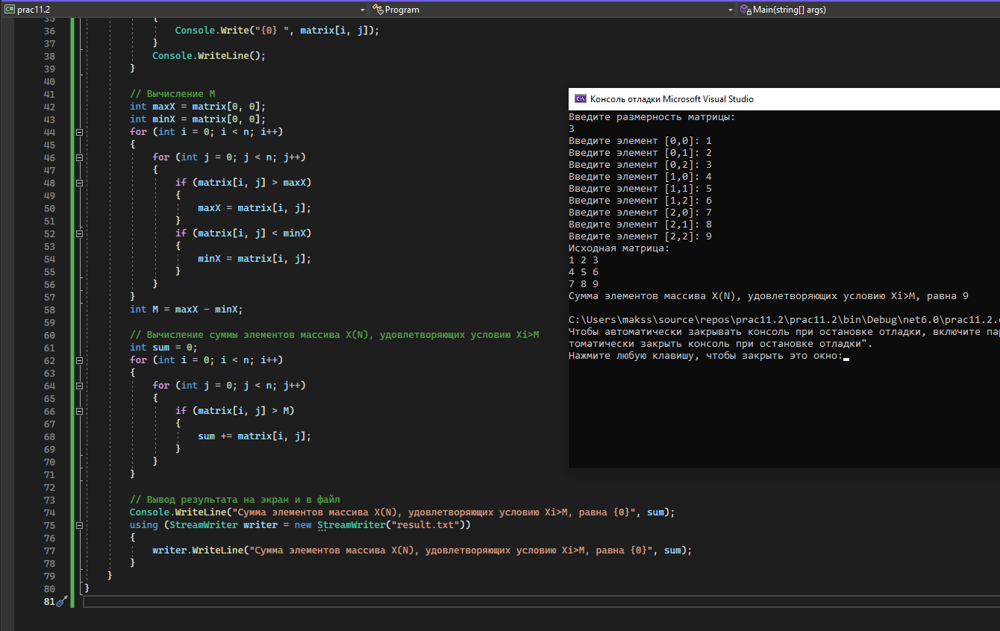 prac11.2 Program Main(string[] args)
35 {
36 Console.Write("{0} ", matrix[i, j]);
37 }
38 Console.WriteLine();
39 }
40
41 // Вычисление M
42 int maxX = matrix[0, 0];
43 int minX = matrix[0, 0];
44 for (int i = 0; i < n; i++)
45 {
46 for (int j = 0; j < n; j++)
47 {
48 if (matrix[i, j] > maxX)
49 {
50 maxX = matrix[i, j];
51 }
52 if (matrix[i, j] < minX)
53 {
54 minX = matrix[i, j];
55 }
56 }
57 }
58 int M = maxX - minX;
59
60 // Вычисление суммы элементов массива X(N), удовлетворяющих условию Xi>M
61 int sum = 0;
62 for (int i = 0; i < n; i++)
63 {
64 for (int j = 0; j < n; j++)
65 {
66 if (matrix[i, j] > M)
67 {
68 sum += matrix[i, j];
69 }
70 }
71 }
72
73 // Вывод результата на экран и в файл
74 Console.WriteLine("Сумма элементов массива X(N), удовлетворяющих условию Xi>M, равна {0}", sum);
75 using (StreamWriter writer = new StreamWriter("result.txt"))
76 {
77 writer.WriteLine("Сумма элементов массива X(N), удовлетворяющих условию Xi>M, равна {0}", sum);
78 }
79 }
80 }
81
Консоль отладки Microsoft Visual Studio
Введите размерность матрицы:
3
Введите элемент [0,0]: 1
Введите элемент [0,1]: 2
Введите элемент [0,2]: 3
Введите элемент [1,0]: 4
Введите элемент [1,1]: 5
Введите элемент [1,2]: 6
Введите элемент [2,0]: 7
Введите элемент [2,1]: 8
Введите элемент [2,2]: 9
Исходная матрица:
1 2 3
4 5 6
7 8 9
Сумма элементов массива X(N), удовлетворяющих условию Xi>M, равна 9
C:\Users\makss\source\repos\prac11.2\prac11.2\bin\Debug\net6.0\prac11.2.
Чтобы автоматически закрывать консоль при остановке отладки, включите пар
томатически закрыть консоль при остановке отладки".
Нажмите любую клавишу, чтобы закрыть это окно: